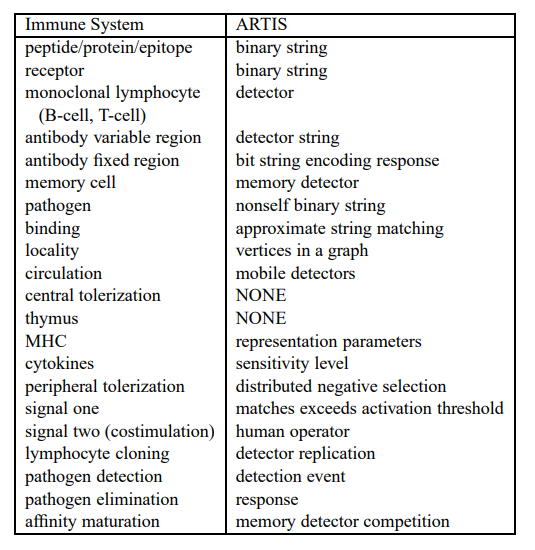 Immune System ARTIS
peptide/protein/epitope binary string
receptor binary string
monoclonal lymphocyte detector
(B-cell, T-cell)
antibody variable region detector string
antibody fixed region bit string encoding response
memory cell memory detector
pathogen nonself binary string
binding approximate string matching
locality vertices in a graph
circulation mobile detectors
central tolerization NONE
thymus NONE
MHC representation parameters
cytokines sensitivity level
peripheral tolerization distributed negative selection
signal one matches exceeds activation threshold
signal two (costimulation) human operator
lymphocyte cloning detector replication
pathogen detection detection event
pathogen elimination response
affinity maturation memory detector competition